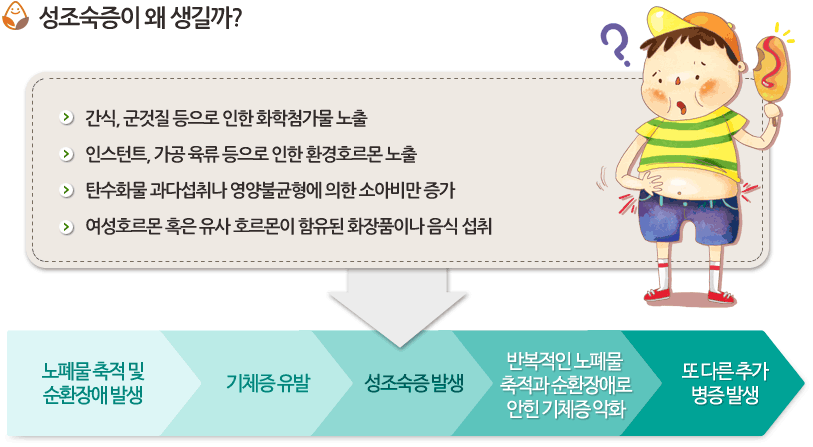 성조숙증이 왜 생길까?
간식, 군것질 등으로 인한 화학첨가물 노출
인스턴트, 가공 육류 등으로 인한 환경호르몬 노출
탄수화물 과다섭취나 영양불균형에 의한 소아비만 증가
여성호르몬 혹은 유사 호르몬이 함유된 화장품이나 음식 섭취
노폐물 축적 및
순환장애 발생
기체증 유발
성조숙증 발생
반복적인 노폐물
축적과 순환장애로
안힌 기체증 악화
또 다른 추가
병증 발생